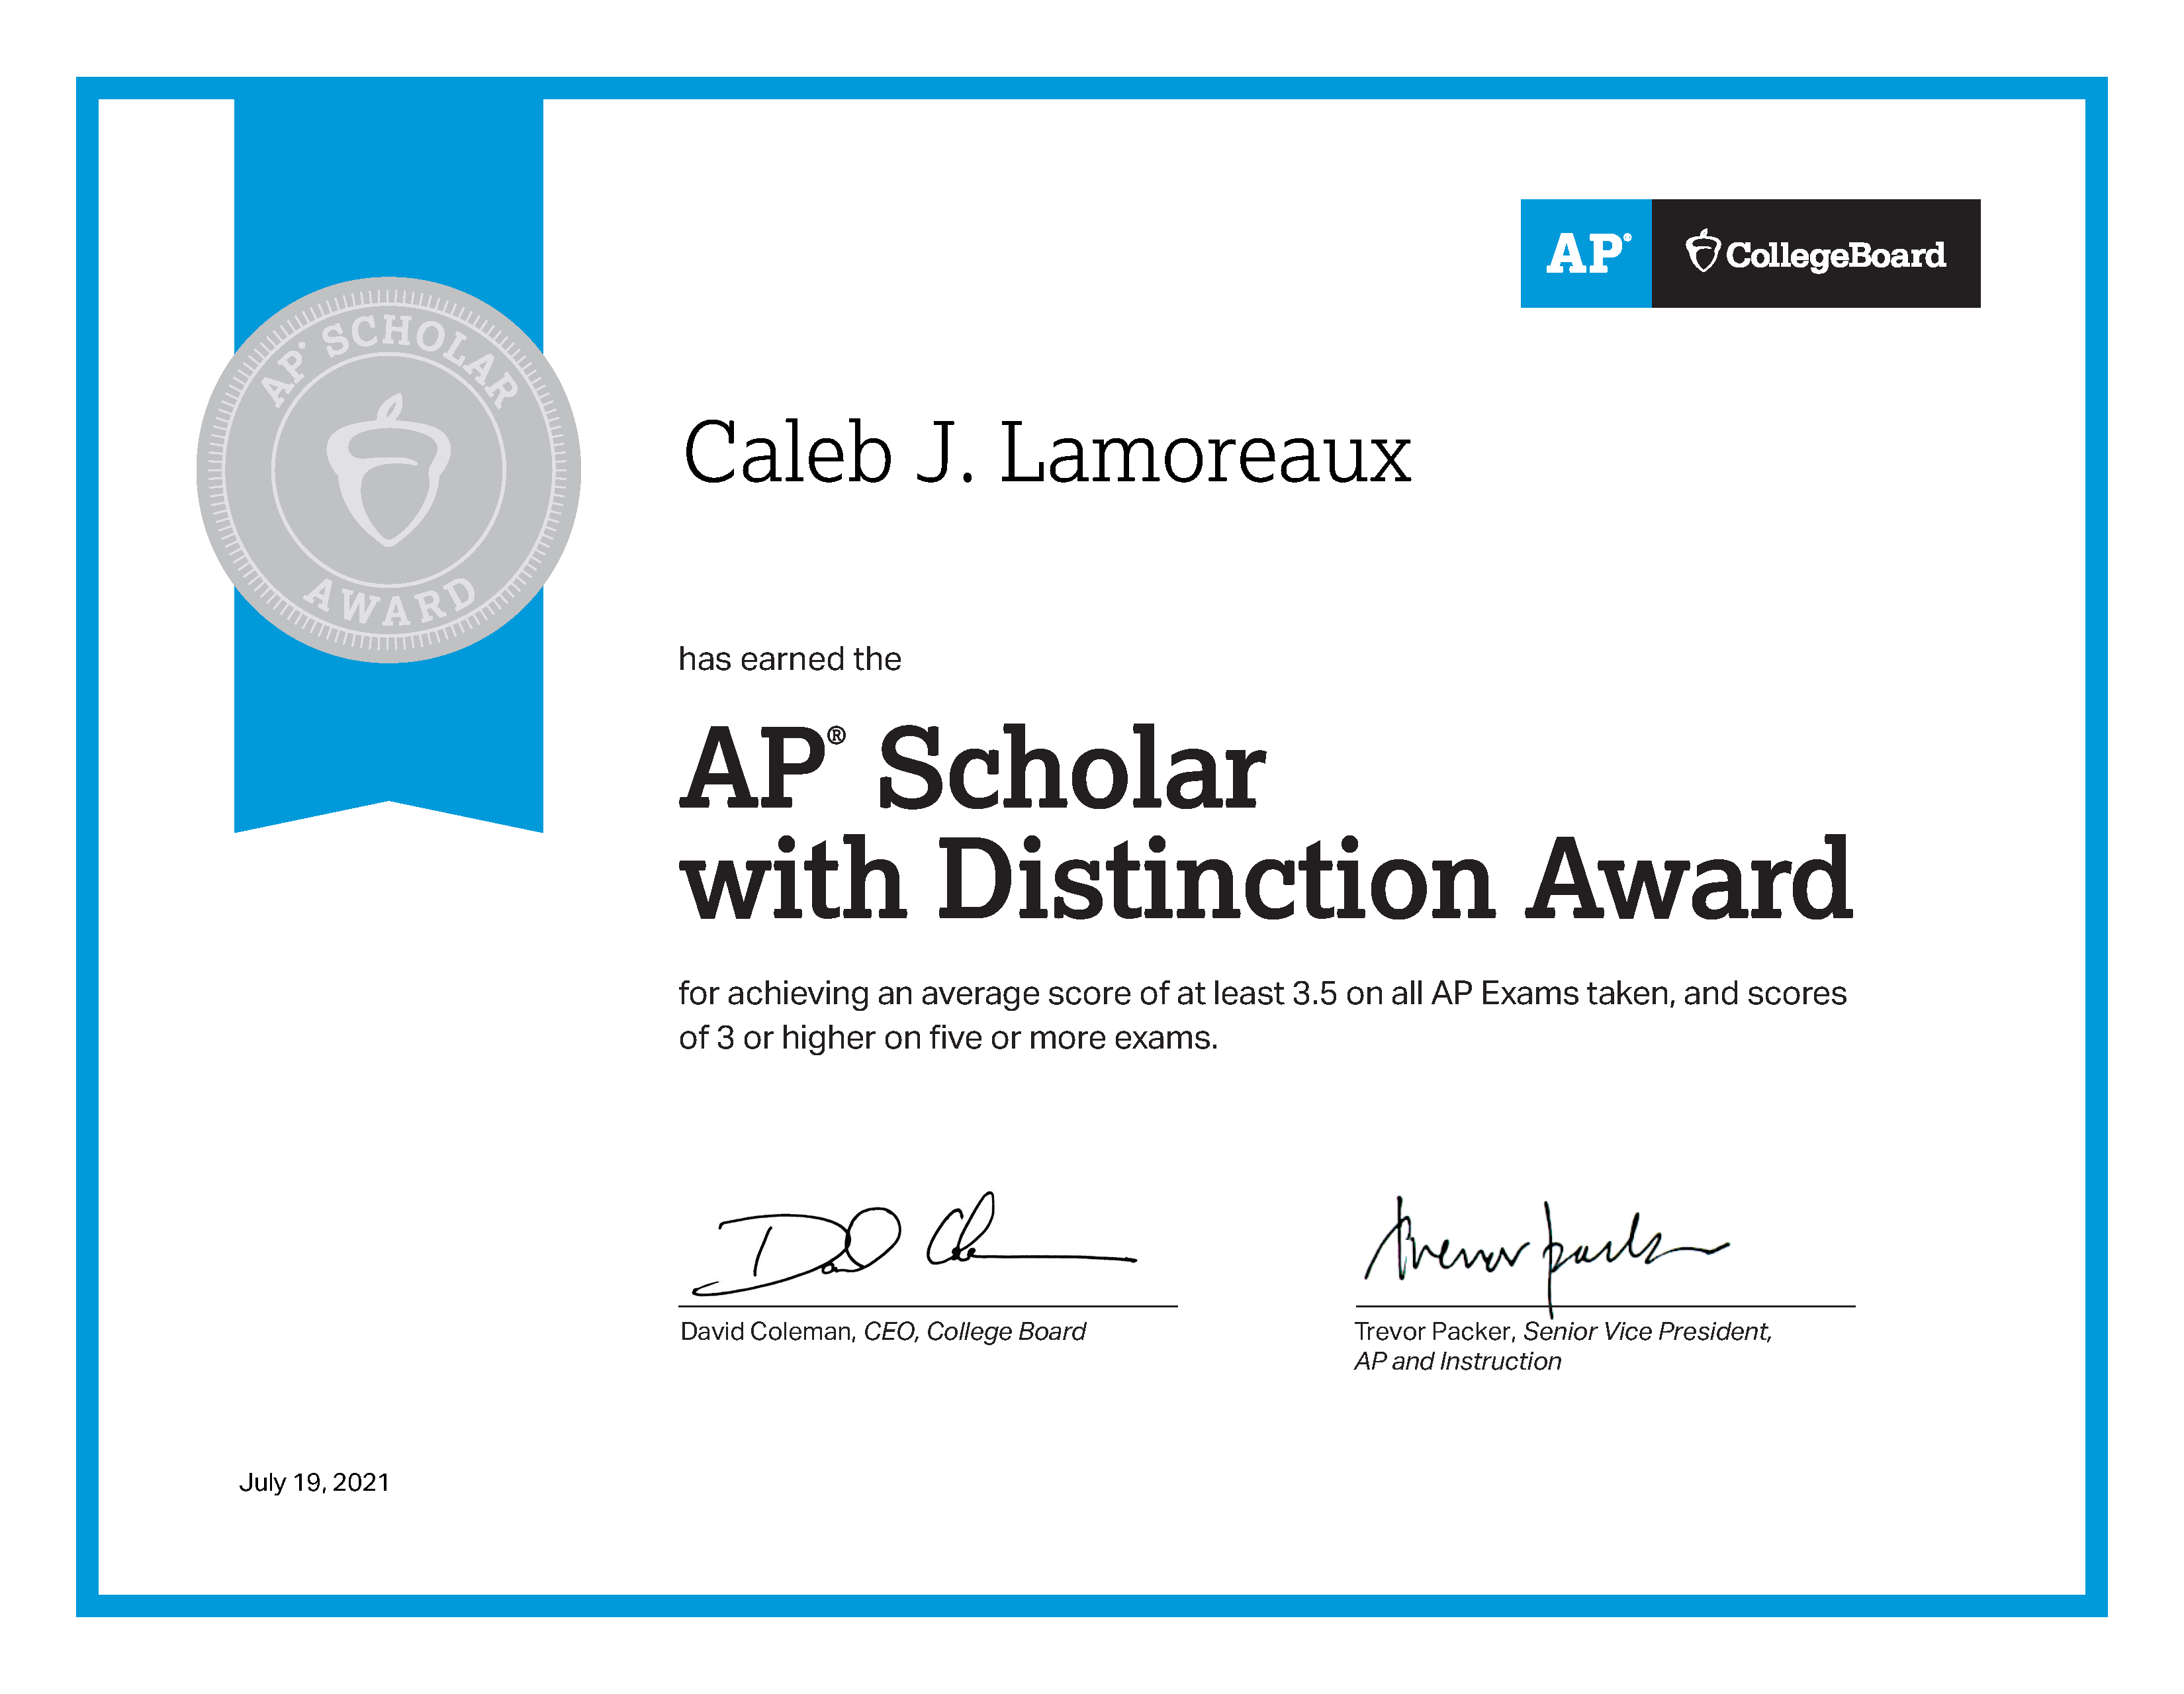 AP® CollegeBoard
AP® SCHOLAR
AWARD
Caleb J. Lamoreaux
has earned the
AP® Scholar
with Distinction Award
for achieving an average score of at least 3.5 on all AP Exams taken, and scores
of 3 or higher on five or more exams.
David Coleman, CEO, College Board
Trevor Packer, Senior Vice President,
AP and Instruction
July 19, 2021